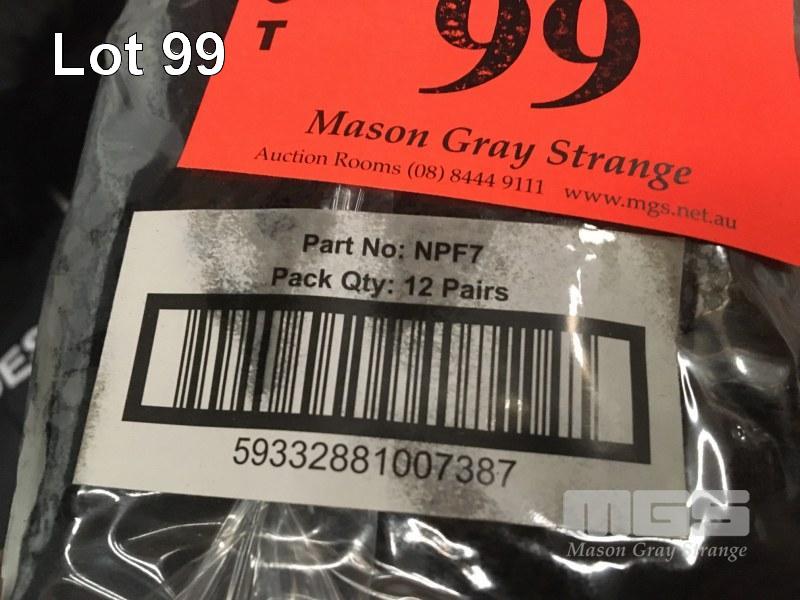 Lot 99
T
99
Mason Gray Strange
Auction Rooms (08) 8444 9111 www.mgs.net.au
Part No: NPF7
Pack Qty: 12 Pairs
59332881007387
MGS
Mason Gray Strange